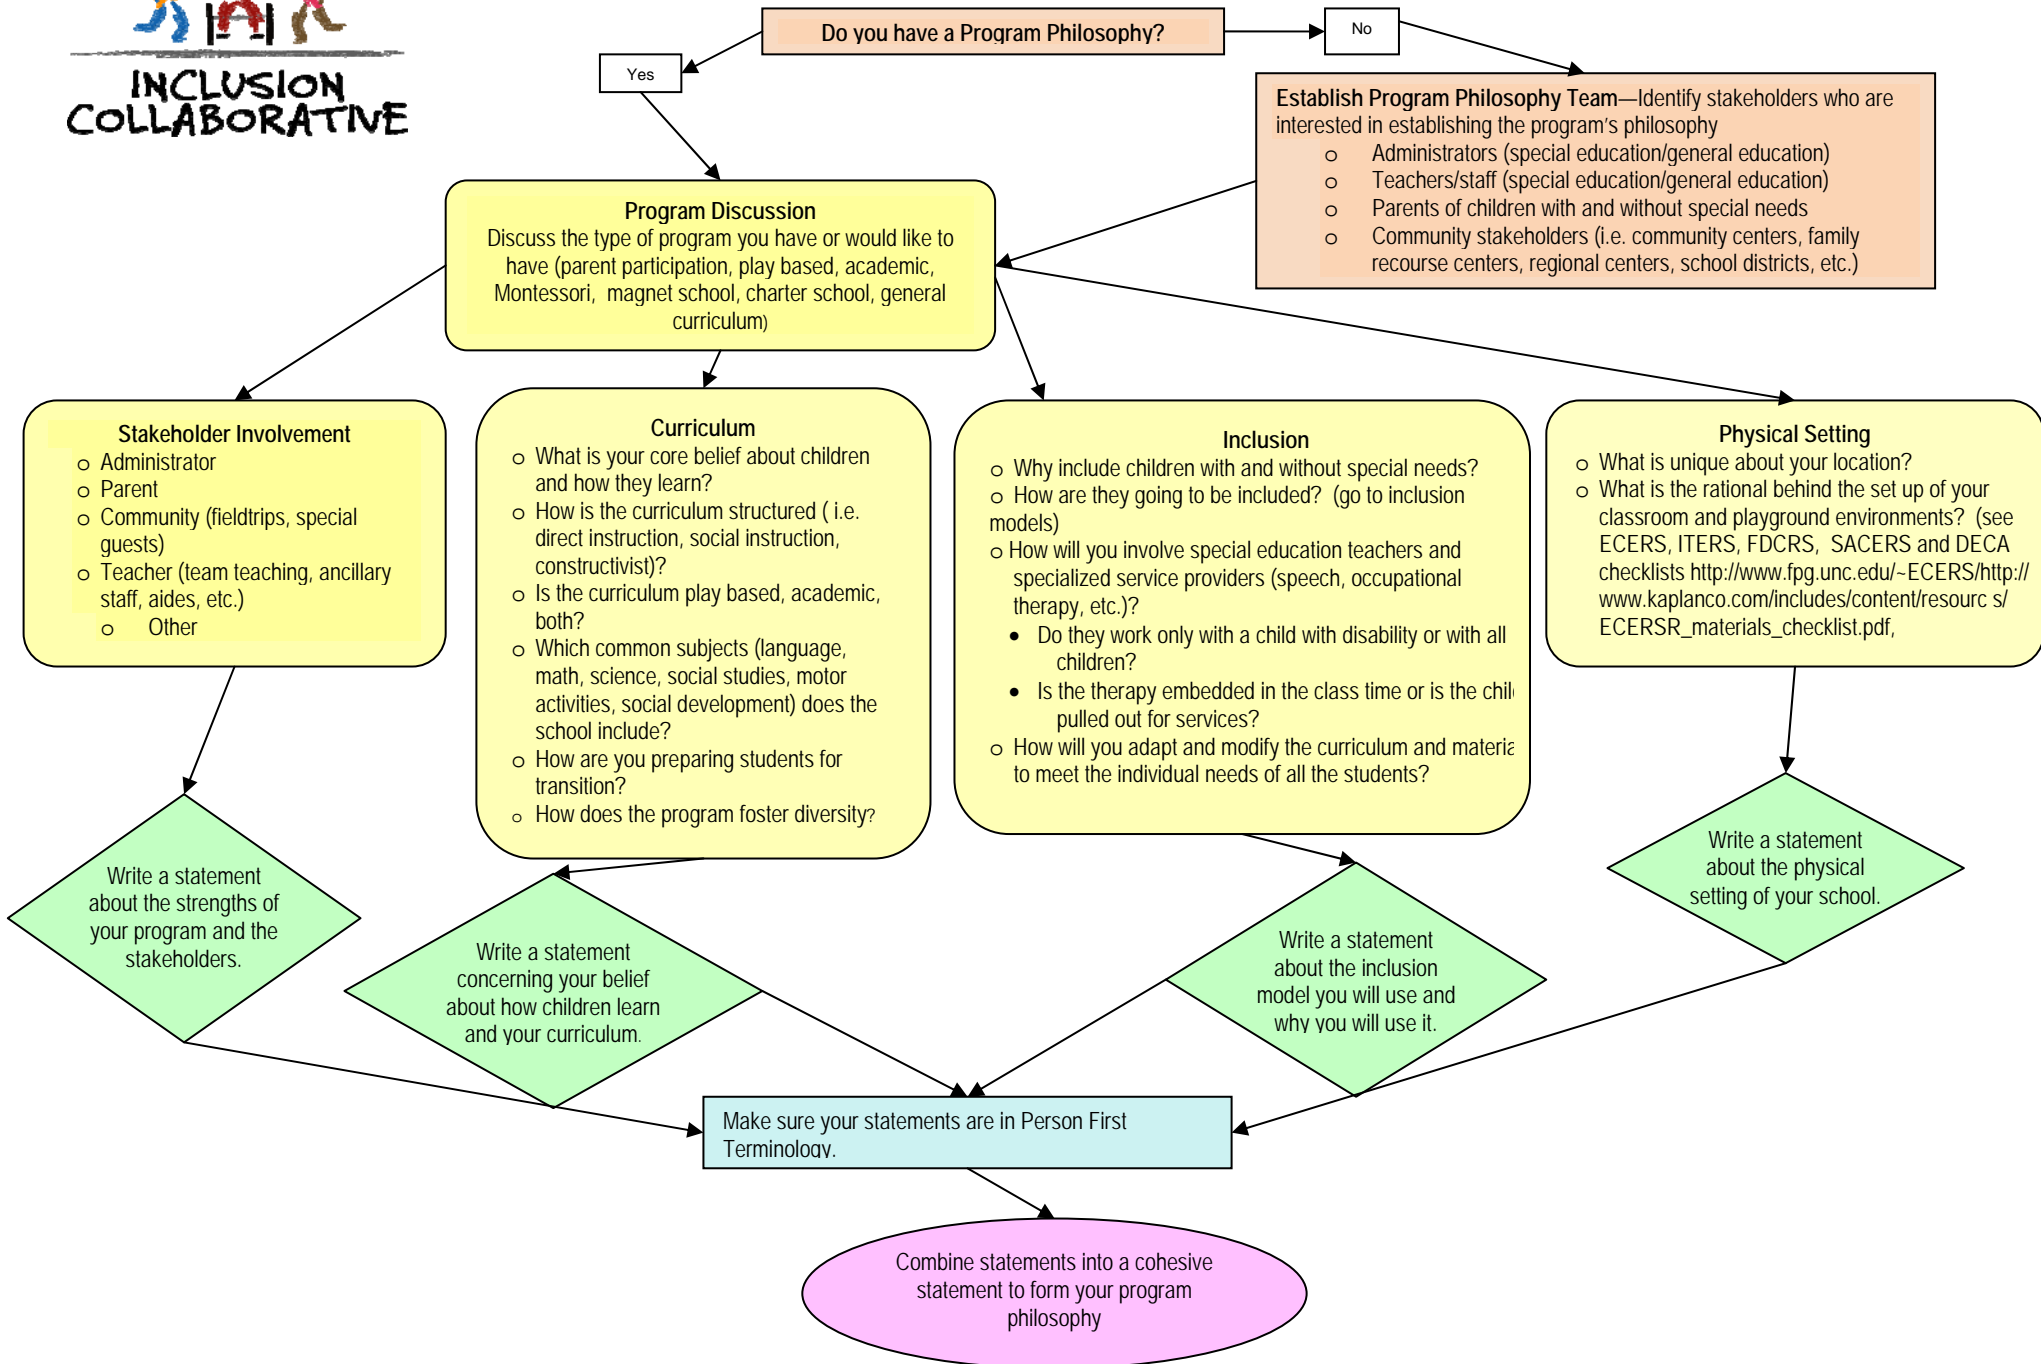 INCLUSION
COLLABORATIVE
Do you have a Program Philosophy?
No
Yes
Establish Program Philosophy Team—Identify stakeholders who are
interested in establishing the program's philosophy
o Administrators (special education/general education)
o Teachers/staff (special education/general education)
o Parents of children with and without special needs
o Community stakeholders (i.e. community centers, family
recourse centers, regional centers, school districts, etc.)
Program Discussion
Discuss the type of program you have or would like to
have (parent participation, play based, academic,
Montessori, magnet school, charter school, general
curriculum)
Stakeholder Involvement
o Administrator
o Parent
o Community (fieldtrips, special
guests)
o Teacher (team teaching, ancillary
staff, aides, etc.)
o Other
Curriculum
o What is your core belief about children
and how they learn?
o How is the curriculum structured ( i.e.
direct instruction, social instruction,
constructivist)?
o Is the curriculum play based, academic,
both?
o Which common subjects (language,
math, science, social studies, motor
activities, social development) does the
school include?
o How are you preparing students for
transition?
o How does the program foster diversity?
Inclusion
o Why include children with and without special needs?
o How are they going to be included? (go to inclusion
models)
o How will you involve special education teachers and
specialized service providers (speech, occupational
therapy, etc.)?
• Do they work only with a child with disability or with all
children?
• Is the therapy embedded in the class time or is the chil
pulled out for services?
o How will you adapt and modify the curriculum and materia
to meet the individual needs of all the students?
Physical Setting
o What is unique about your location?
o What is the rational behind the set up of your
classroom and playground environments? (see
ECERS, ITERS, FDCRS, SACERS and DECA
checklists http://www.fpg.unc.edu/~ECERS/http://
www.kaplanco.com/includes/content/resourc s/
ECERSR_materials_checklist.pdf,
Write a statement
about the strengths of
your program and the
stakeholders.
Write a statement
concerning your belief
about how children learn
and your curriculum.
Write a statement
about the inclusion
model you will use and
why you will use it.
Write a statement
about the physical
setting of your school.
Make sure your statements are in Person First
Terminology.
Combine statements into a cohesive
statement to form your program
philosophy